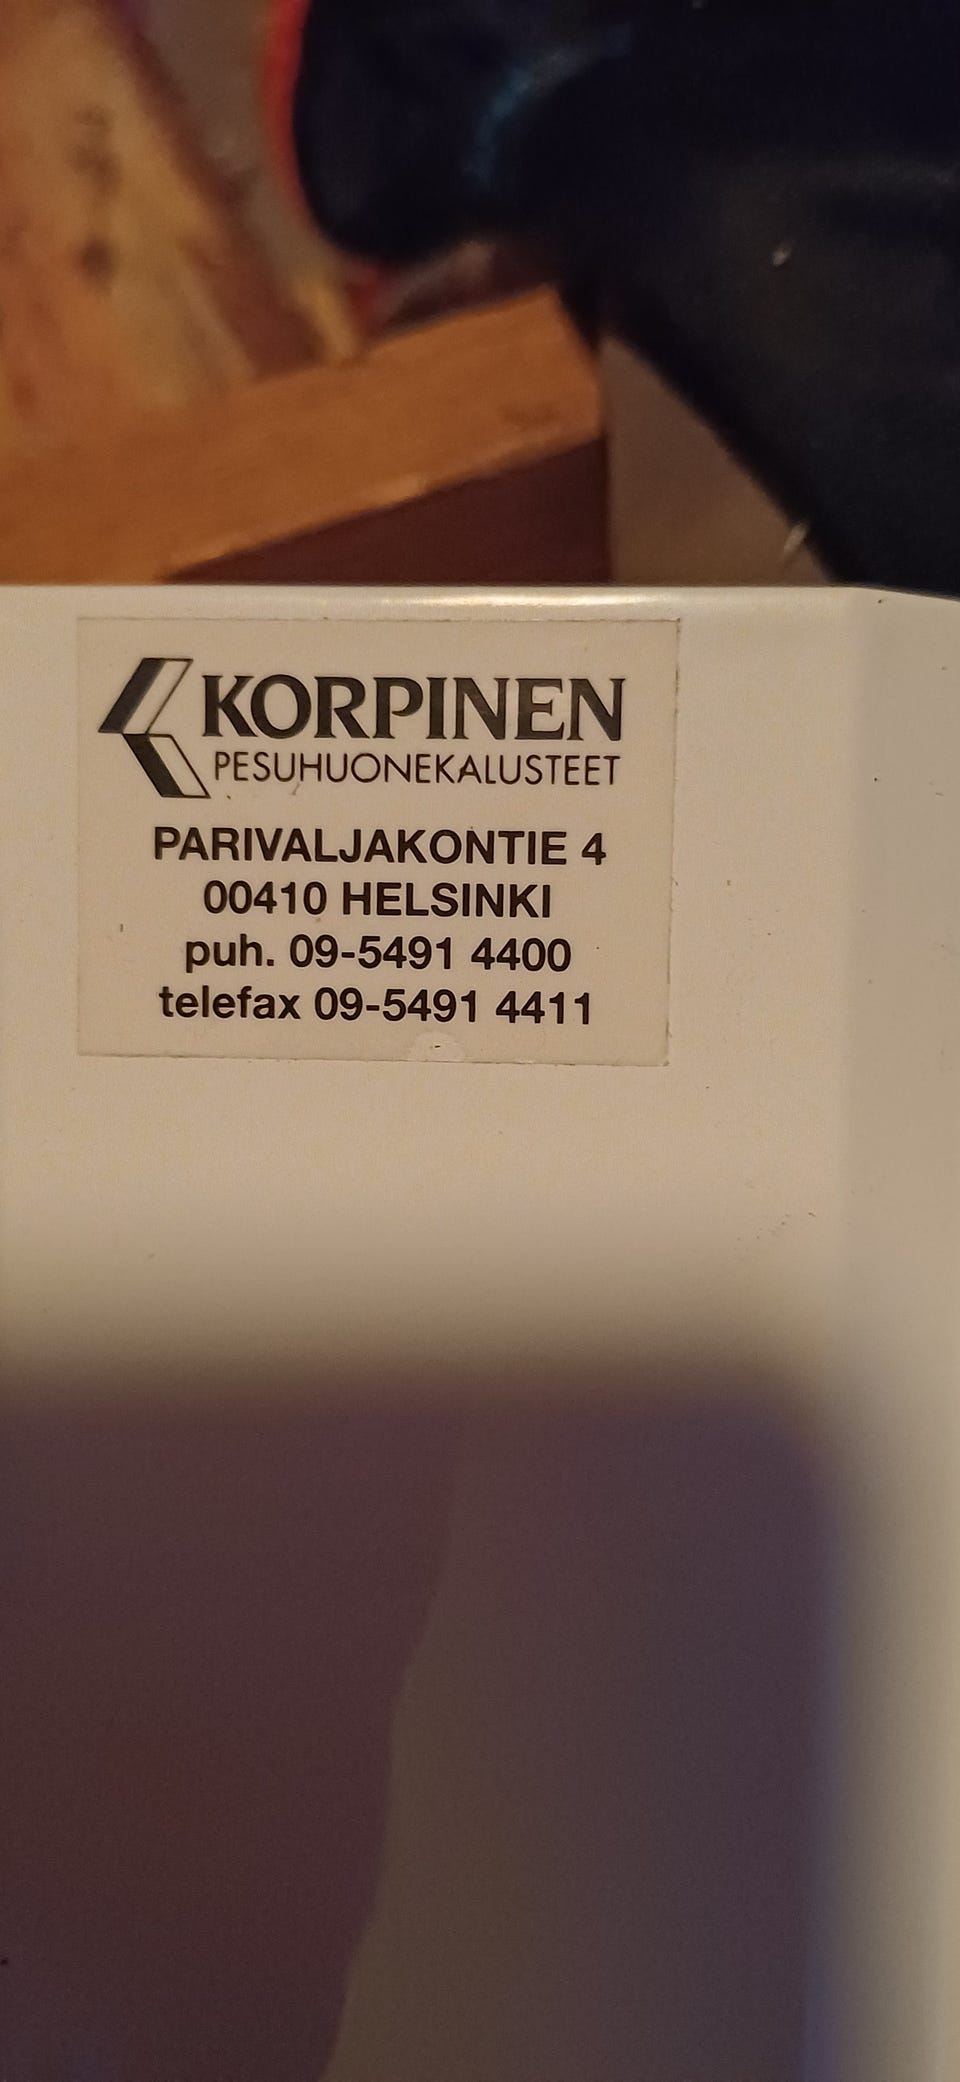 KORPINEN
PESUHUONEKALUSTEET
PARIVALJAKONTIE 4
00410 HELSINKI
puh. 09-5491 4400
telefax 09-5491 4411